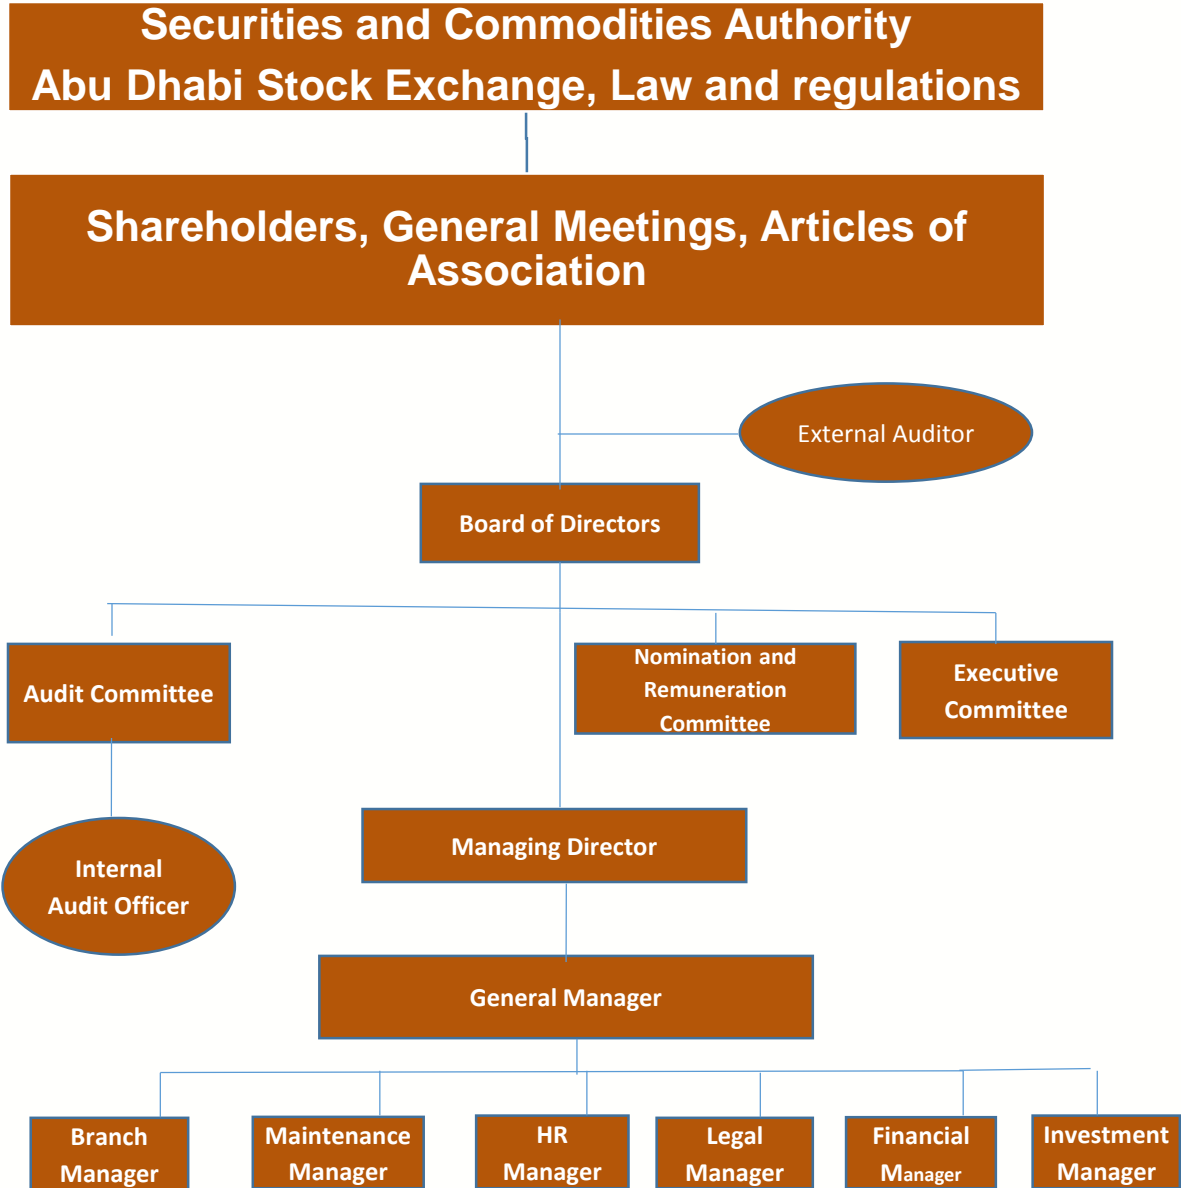 Securities and Commodities Authority
Abu Dhabi Stock Exchange, Law and regulations
Shareholders, General Meetings, Articles of
Association
External Auditor
Board of Directors
Audit Committee
Nomination and
Remuneration
Committee
Executive
Committee
Managing Director
Internal
Audit Officer
General Manager
Branch
Manager
Maintenance
Manager
HR
Manager
Legal
Manager
Financial
Manager
Investment
Manager